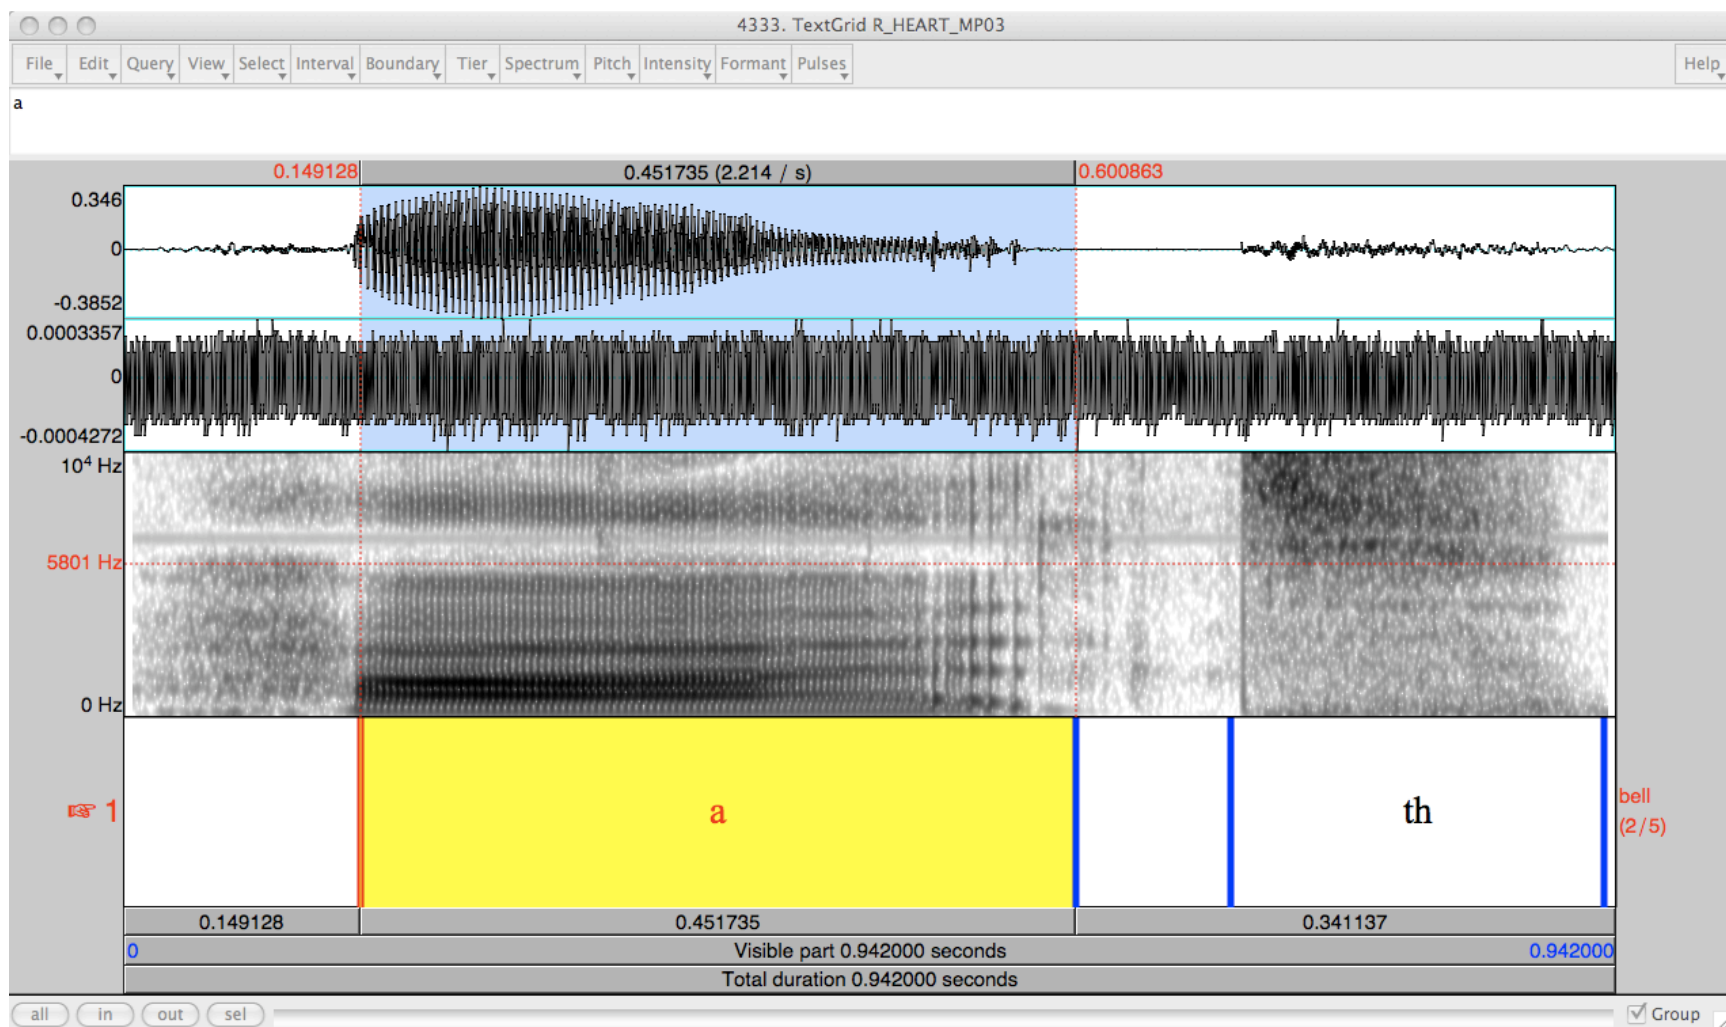 4333. TextGrid R_HEART_MP03
File Edit Query View Select Interval Boundary Tier Spectrum Pitch Intensity Formant Pulses Help
a
0.149128 0.451735 (2.214 / s) 0.600863
0.346
0
-0.3852
0.0003357
0
-0.0004272
10⁴ Hz
5801 Hz
0 Hz
☞ 1 a th bell
(2/5)
0.149128 0.451735 0.341137
0 Visible part 0.942000 seconds 0.942000
Total duration 0.942000 seconds
all in out sel Group